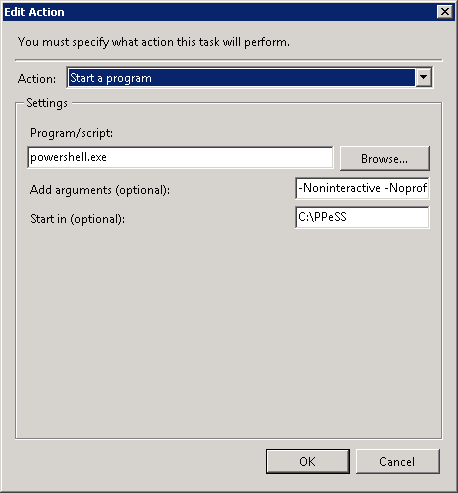 Edit Action
You must specify what action this task will perform.
Action: Start a program
Settings
Program/script:
powershell.exe Browse...
Add arguments (optional): -Noninteractive -Noprof
Start in (optional): C:\PPeSS
OK Cancel